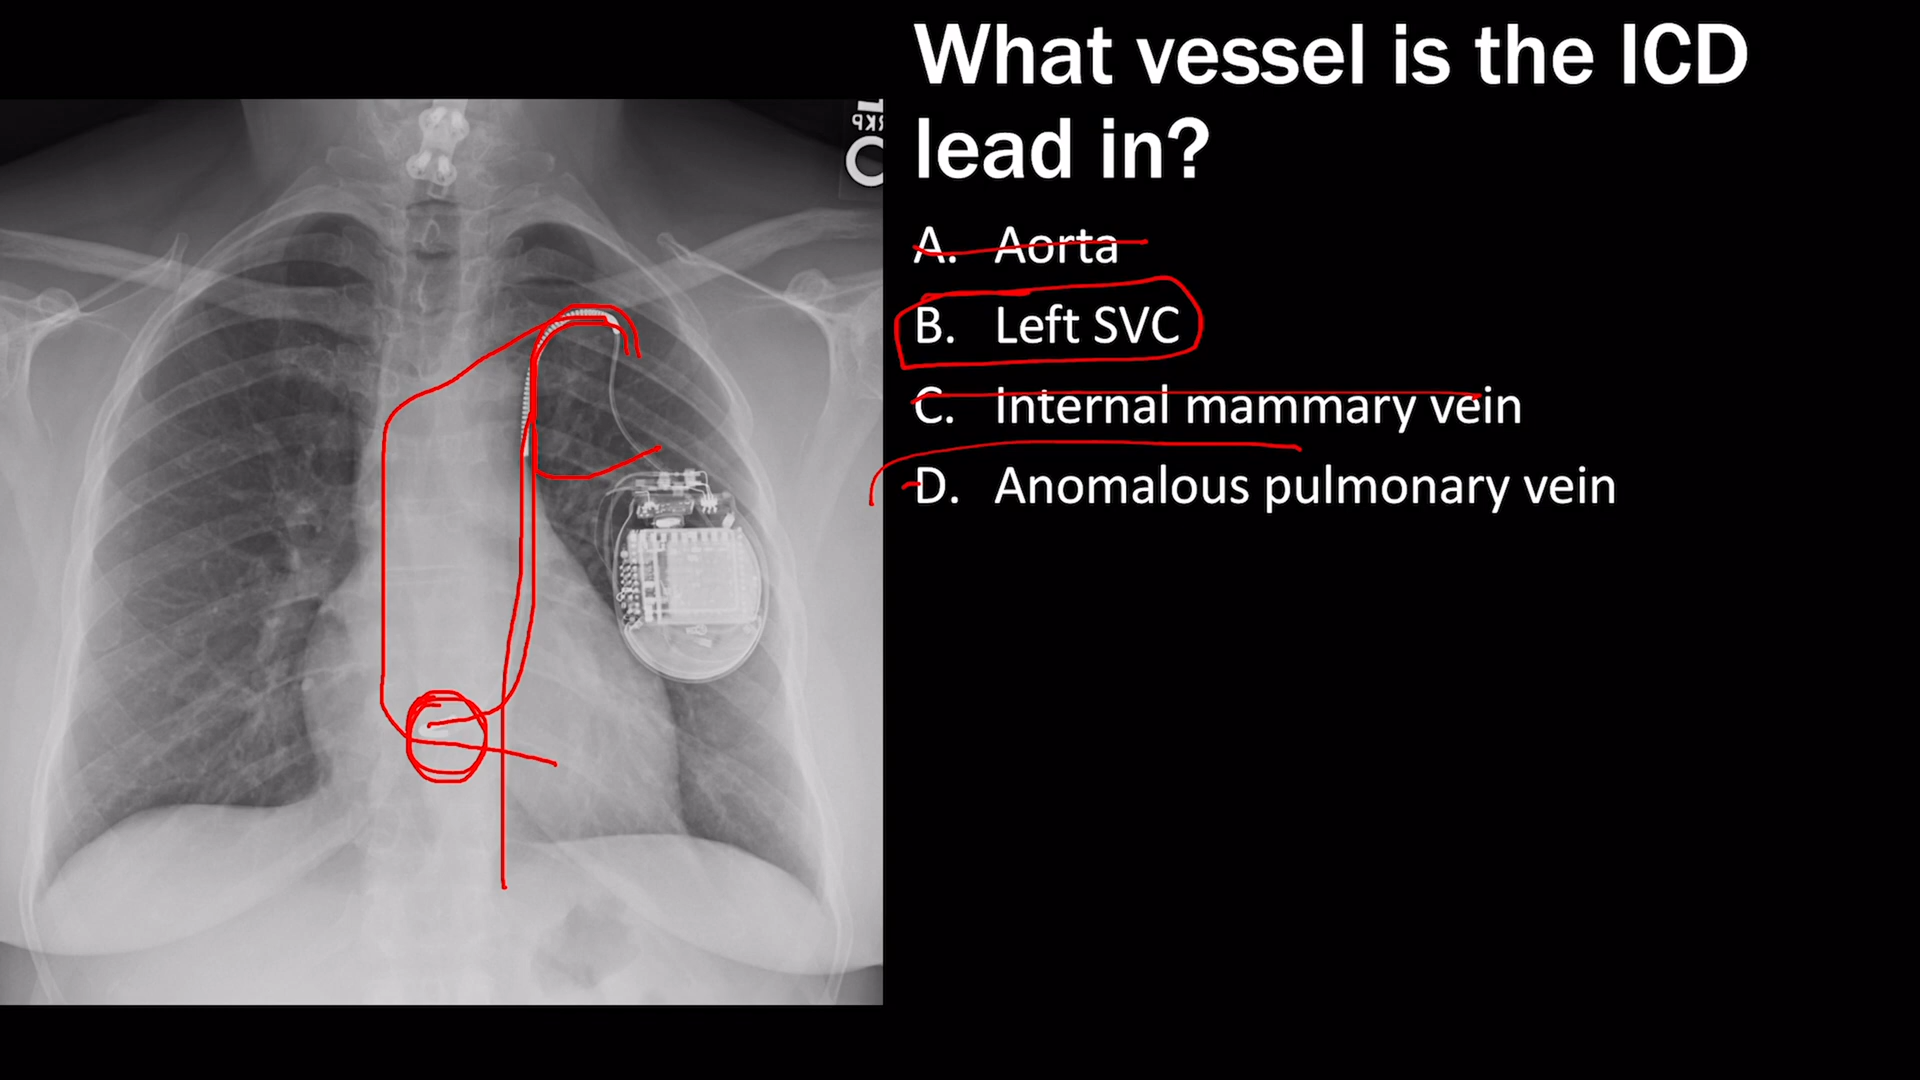 What vessel is the ICD
lead in?
A. Aorta
B. Left SVC
C. Internal mammary vein
D. Anomalous pulmonary vein